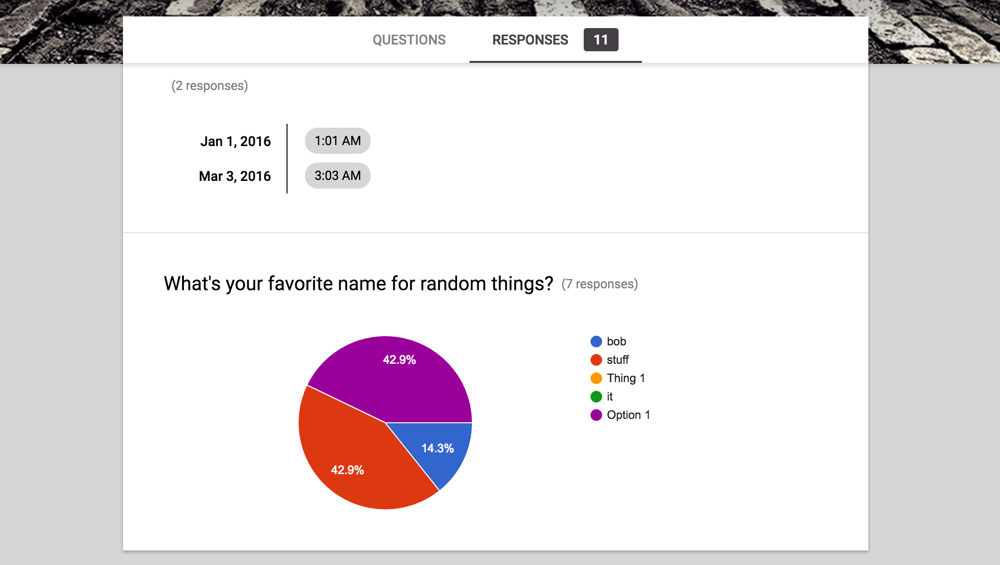 QUESTIONS RESPONSES 11
(2 responses)
Jan 1, 2016 1:01 AM
Mar 3, 2016 3:03 AM
What's your favorite name for random things? (7 responses)
42.9%
14.3%
42.9%
bob
stuff
Thing 1
it
Option 1